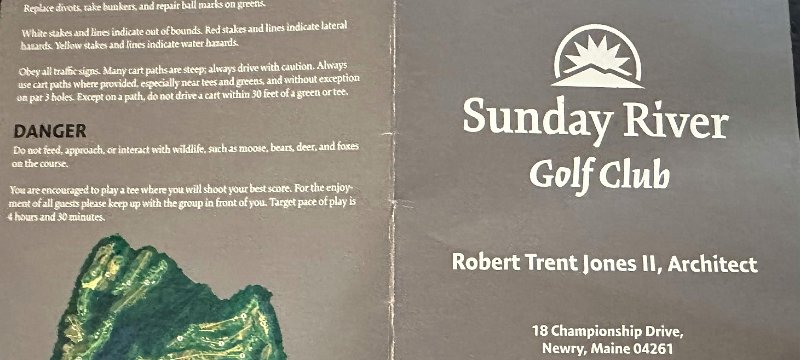 Replace divots, rake bunkers, and repair ball marks on greens.
White stakes and lines indicate out of bounds. Red stakes and lines indicate lateral
hazards. Yellow stakes and lines indicate water hazards.
Obey all traffic signs. Many cart paths are steep; always drive with caution. Always
use cart paths where provided, especially near tees and greens, and without exception
on par 3 holes. Except on a path, do not drive a cart within 30 feet of a green or tee.
DANGER
Do not feed, approach, or interact with wildlife, such as moose, bears, deer, and foxes
on the course.
You are encouraged to play a tee where you will shoot your best score. For the enjoy-
ment of all guests please keep up with the group in front of you. Target pace of play is
4 hours and 30 minutes.
Sunday River
Golf Club
Robert Trent Jones II, Architect
18 Championship Drive,
Newry, Maine 04261